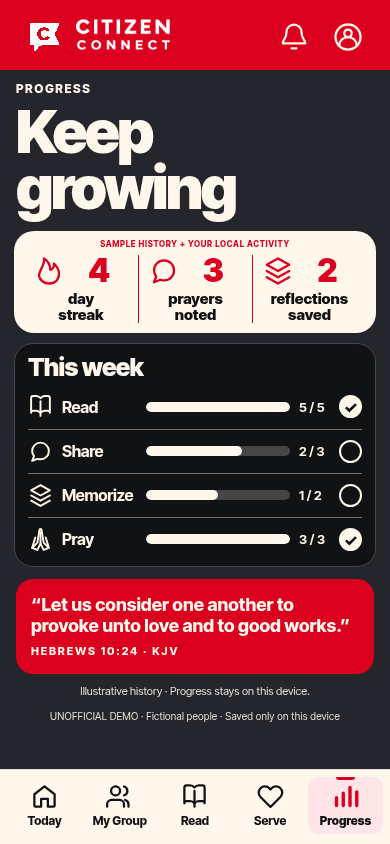 CITIZEN
CONNECT
PROGRESS
Keep
growing
SAMPLE HISTORY + YOUR LOCAL ACTIVITY
4
day
streak
3
prayers
noted
2
reflections
saved
This week
Read 5 / 5
Share 2 / 3
Memorize 1 / 2
Pray 3 / 3
“Let us consider one another to
provoke unto love and to good works.”
HEBREWS 10:24 · KJV
Illustrative history · Progress stays on this device.
UNOFFICIAL DEMO · Fictional people · Saved only on this device
Today My Group Read Serve Progress